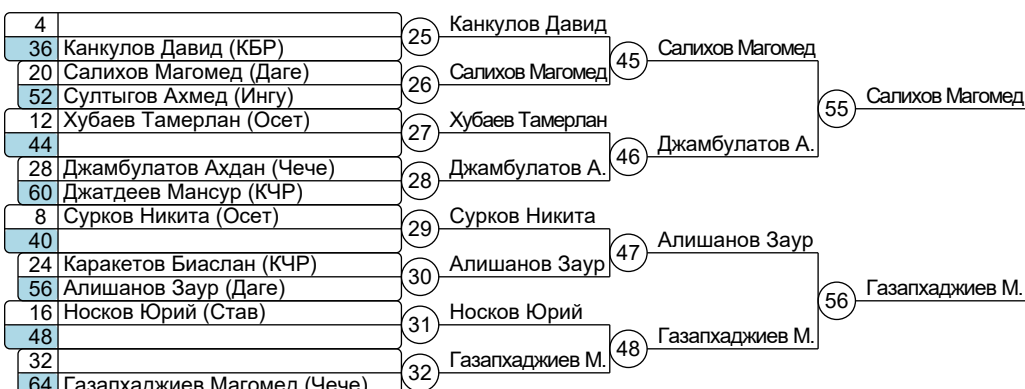 4
36 Канкулов Давид (КБР)
20 Салихов Магомед (Даге)
52 Султыгов Ахмед (Ингу)
12 Хубаев Тамерлан (Осет)
44
28 Джамбулатов Ахдан (Чече)
60 Джатдеев Мансур (КЧР)
8 Сурков Никита (Осет)
40
24 Каракетов Биаслан (КЧР)
56 Алишанов Заур (Даге)
16 Носков Юрий (Став)
48
32
64 Газапхаджиев Магомед (Чече)
25 Канкулов Давид
26 Салихов Магомед
27 Хубаев Тамерлан
28 Джамбулатов А.
29 Сурков Никита
30 Алишанов Заур
31 Носков Юрий
32 Газапхаджиев М.
45 Салихов Магомед
46 Джамбулатов А.
47 Алишанов Заур
48 Газапхаджиев М.
55 Салихов Магомед
56 Газапхаджиев М.